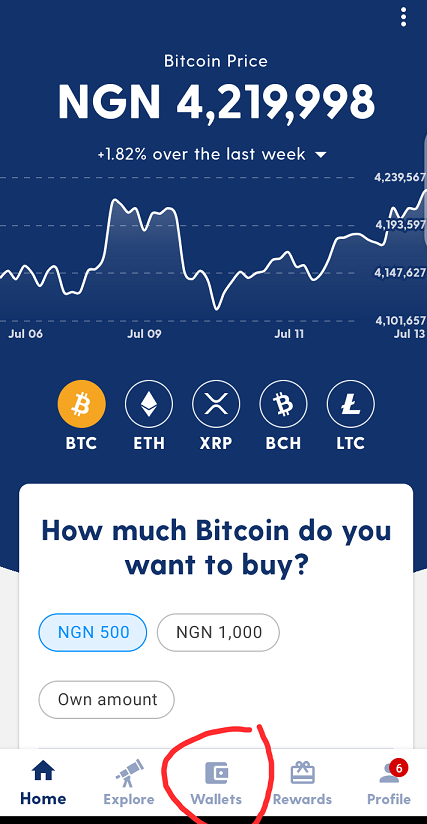 Bitcoin Price
NGN 4,219,998
+1.82% over the last week
4,239,567
4,193,597
4,147,627
4,101,657
Jul 06 Jul 09 Jul 11 Jul 13
BTC ETH XRP BCH LTC
How much Bitcoin do you
want to buy?
NGN 500 NGN 1,000
Own amount
6
Home Explore Wallets Rewards Profile